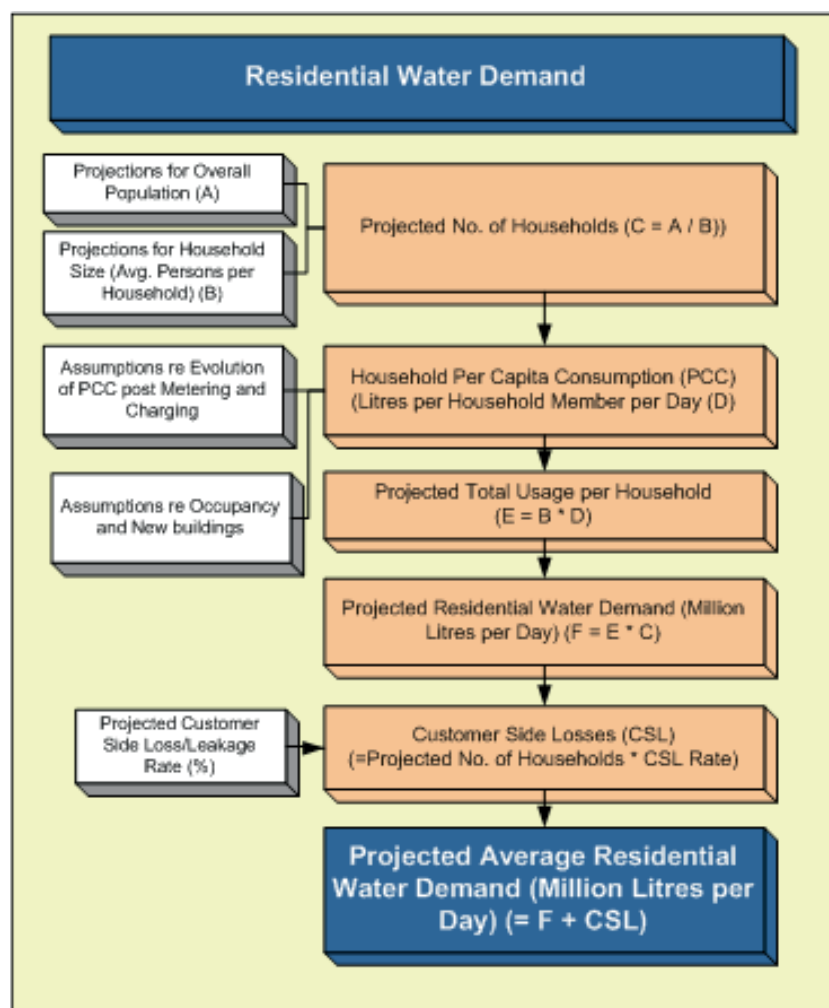 Residential Water Demand
Projections for Overall
Population (A)
Projected No. of Households (C = A / B))
Projections for Household
Size (Avg. Persons per
Household) (B)
Assumptions re Evolution
of PCC post Metering and
Charging
Household Per Capita Consumption (PCC)
(Litres per Household Member per Day (D)
Assumptions re Occupancy
and New buildings
Projected Total Usage per Household
(E = B * D)
Projected Residential Water Demand (Million
Litres per Day) (F = E * C)
Projected Customer
Side Loss/Leakage
Rate (%)
Customer Side Losses (CSL)
(=Projected No. of Households * CSL Rate)
Projected Average Residential
Water Demand (Million Litres per
Day) (= F + CSL)